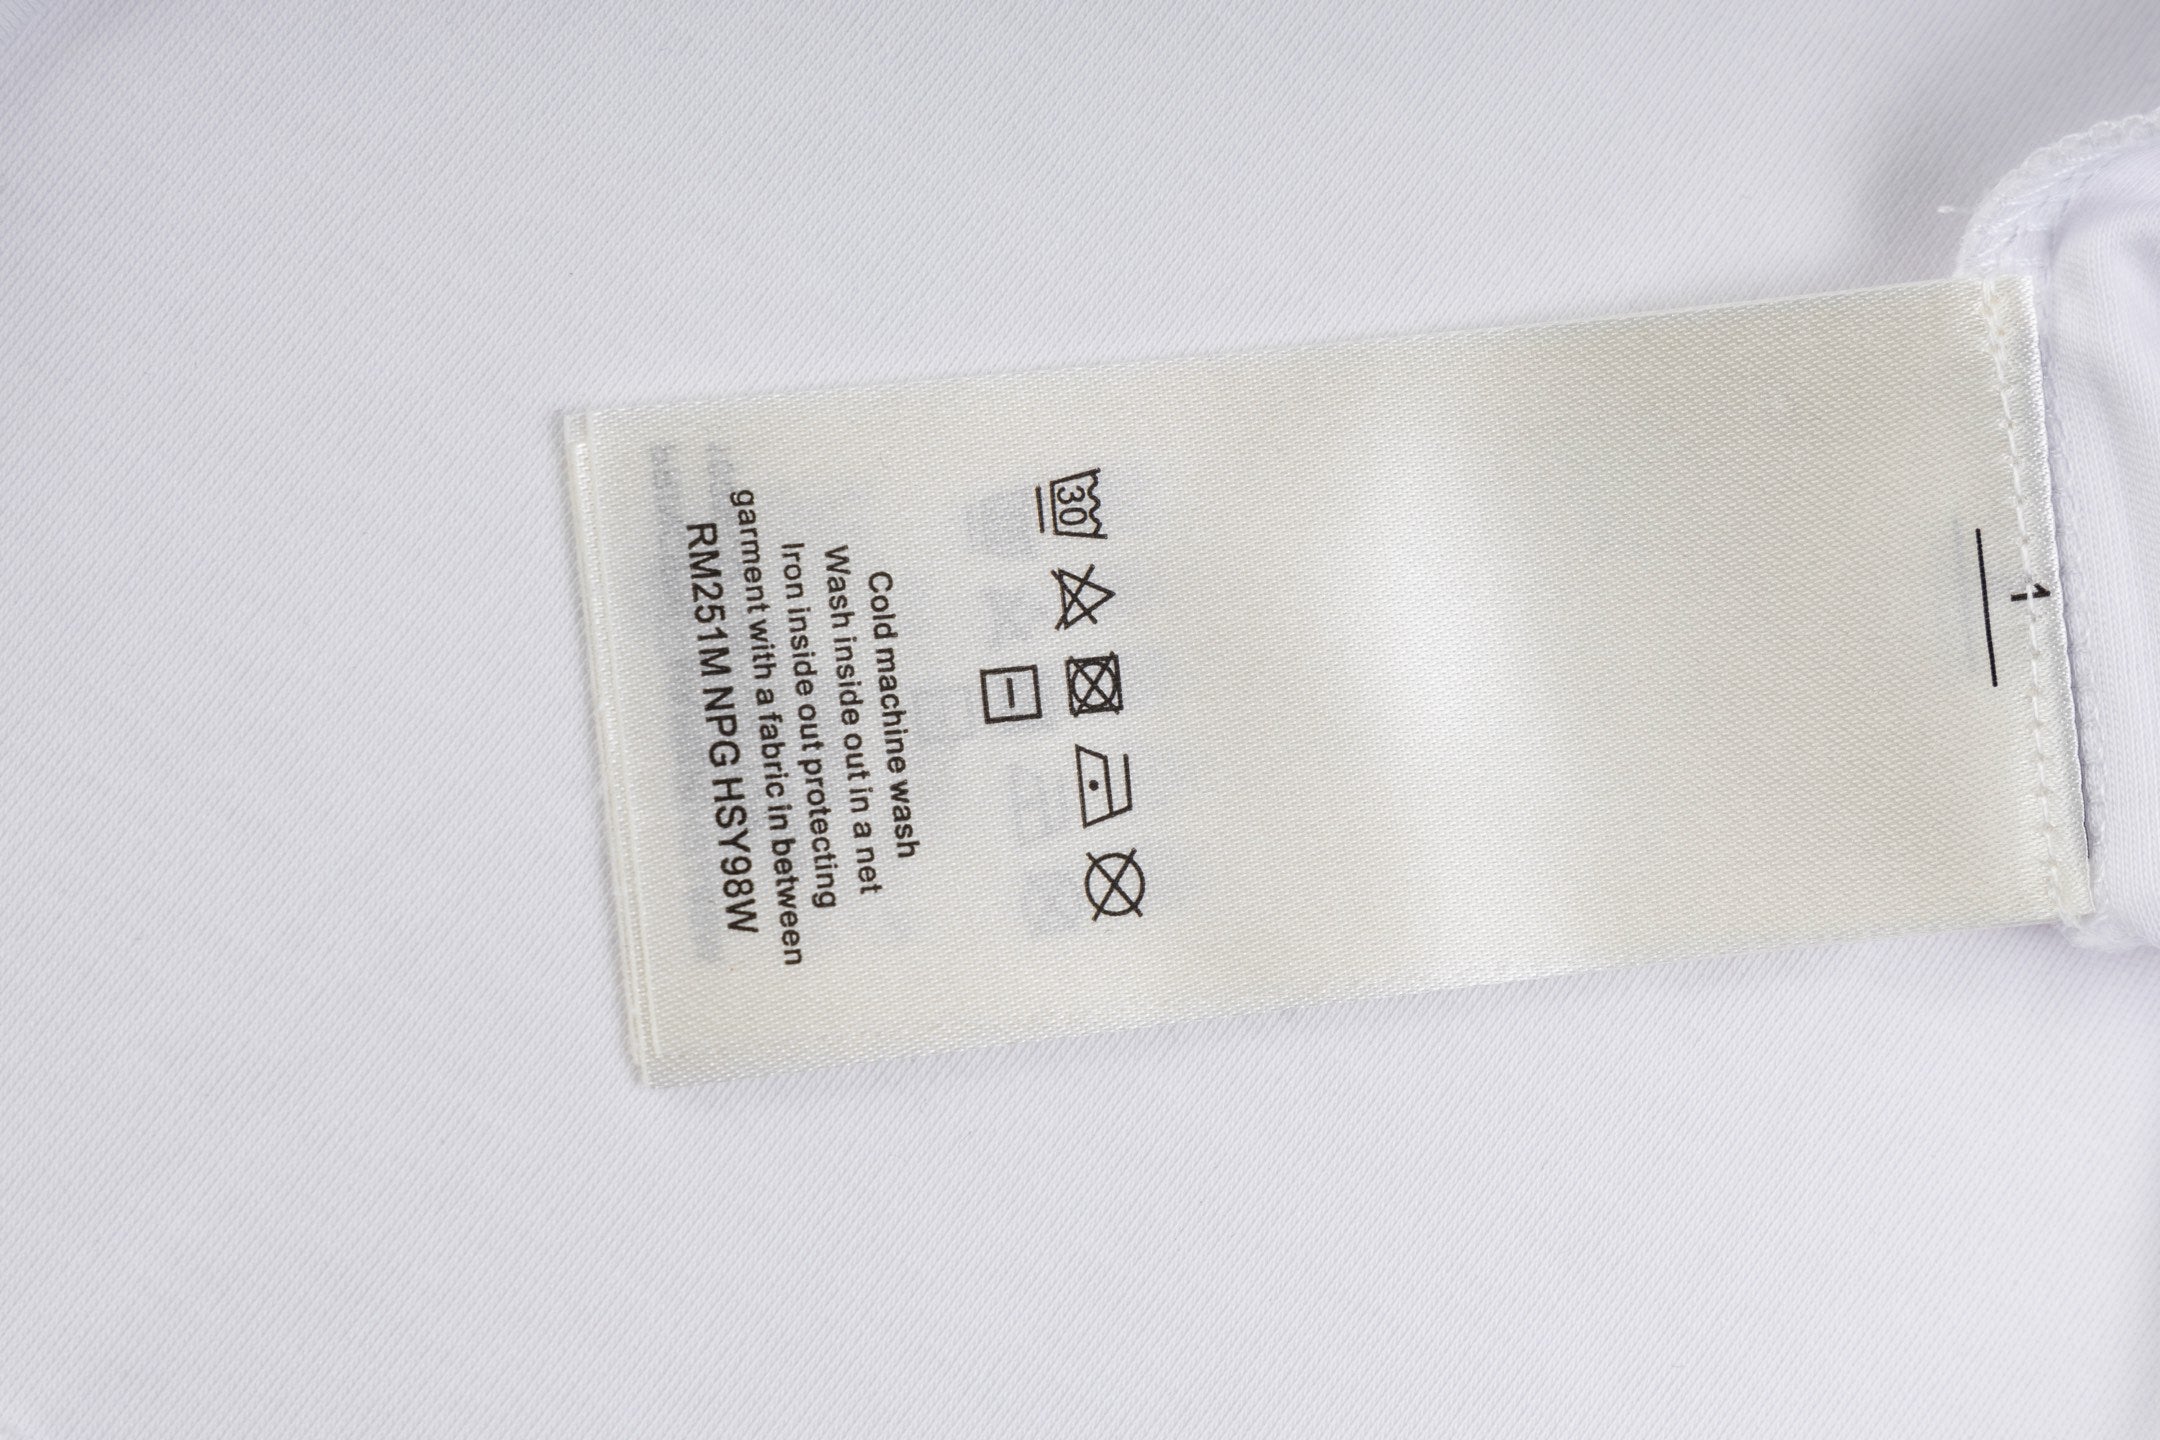 30
Cold machine wash
Wash inside out in a net
Iron inside out protecting
garment with a fabric in between
RM251M NPG HSY98W